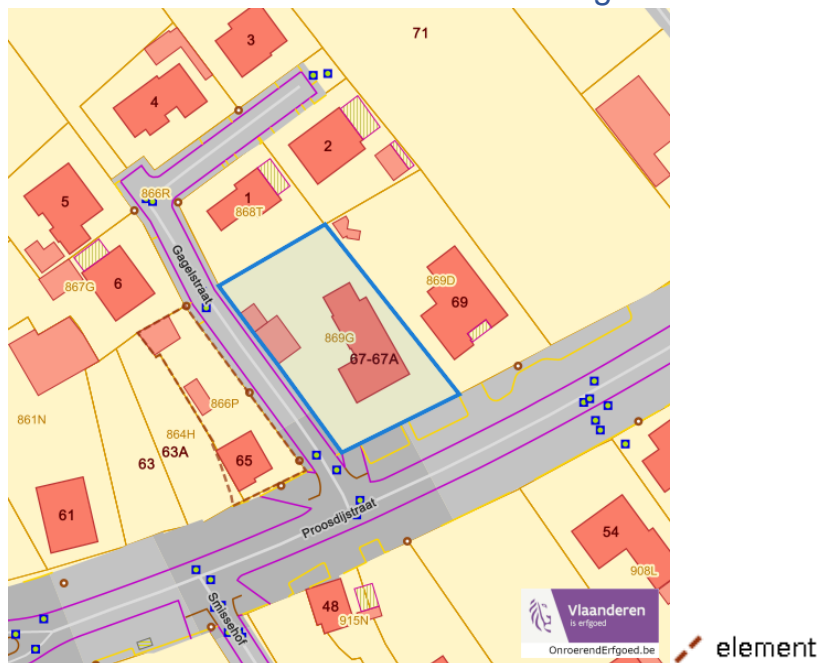 3
71
4
2
866R
1
868T
5
Gagelstraat
869D
867G
6
69
869G
67-67A
861N
866P
864H
63
63A
65
61
Proosdijstraat
54
908L
Smissehof
48
915N
Vlaanderen
is erfgoed
OnroerendErfgoed.be
element